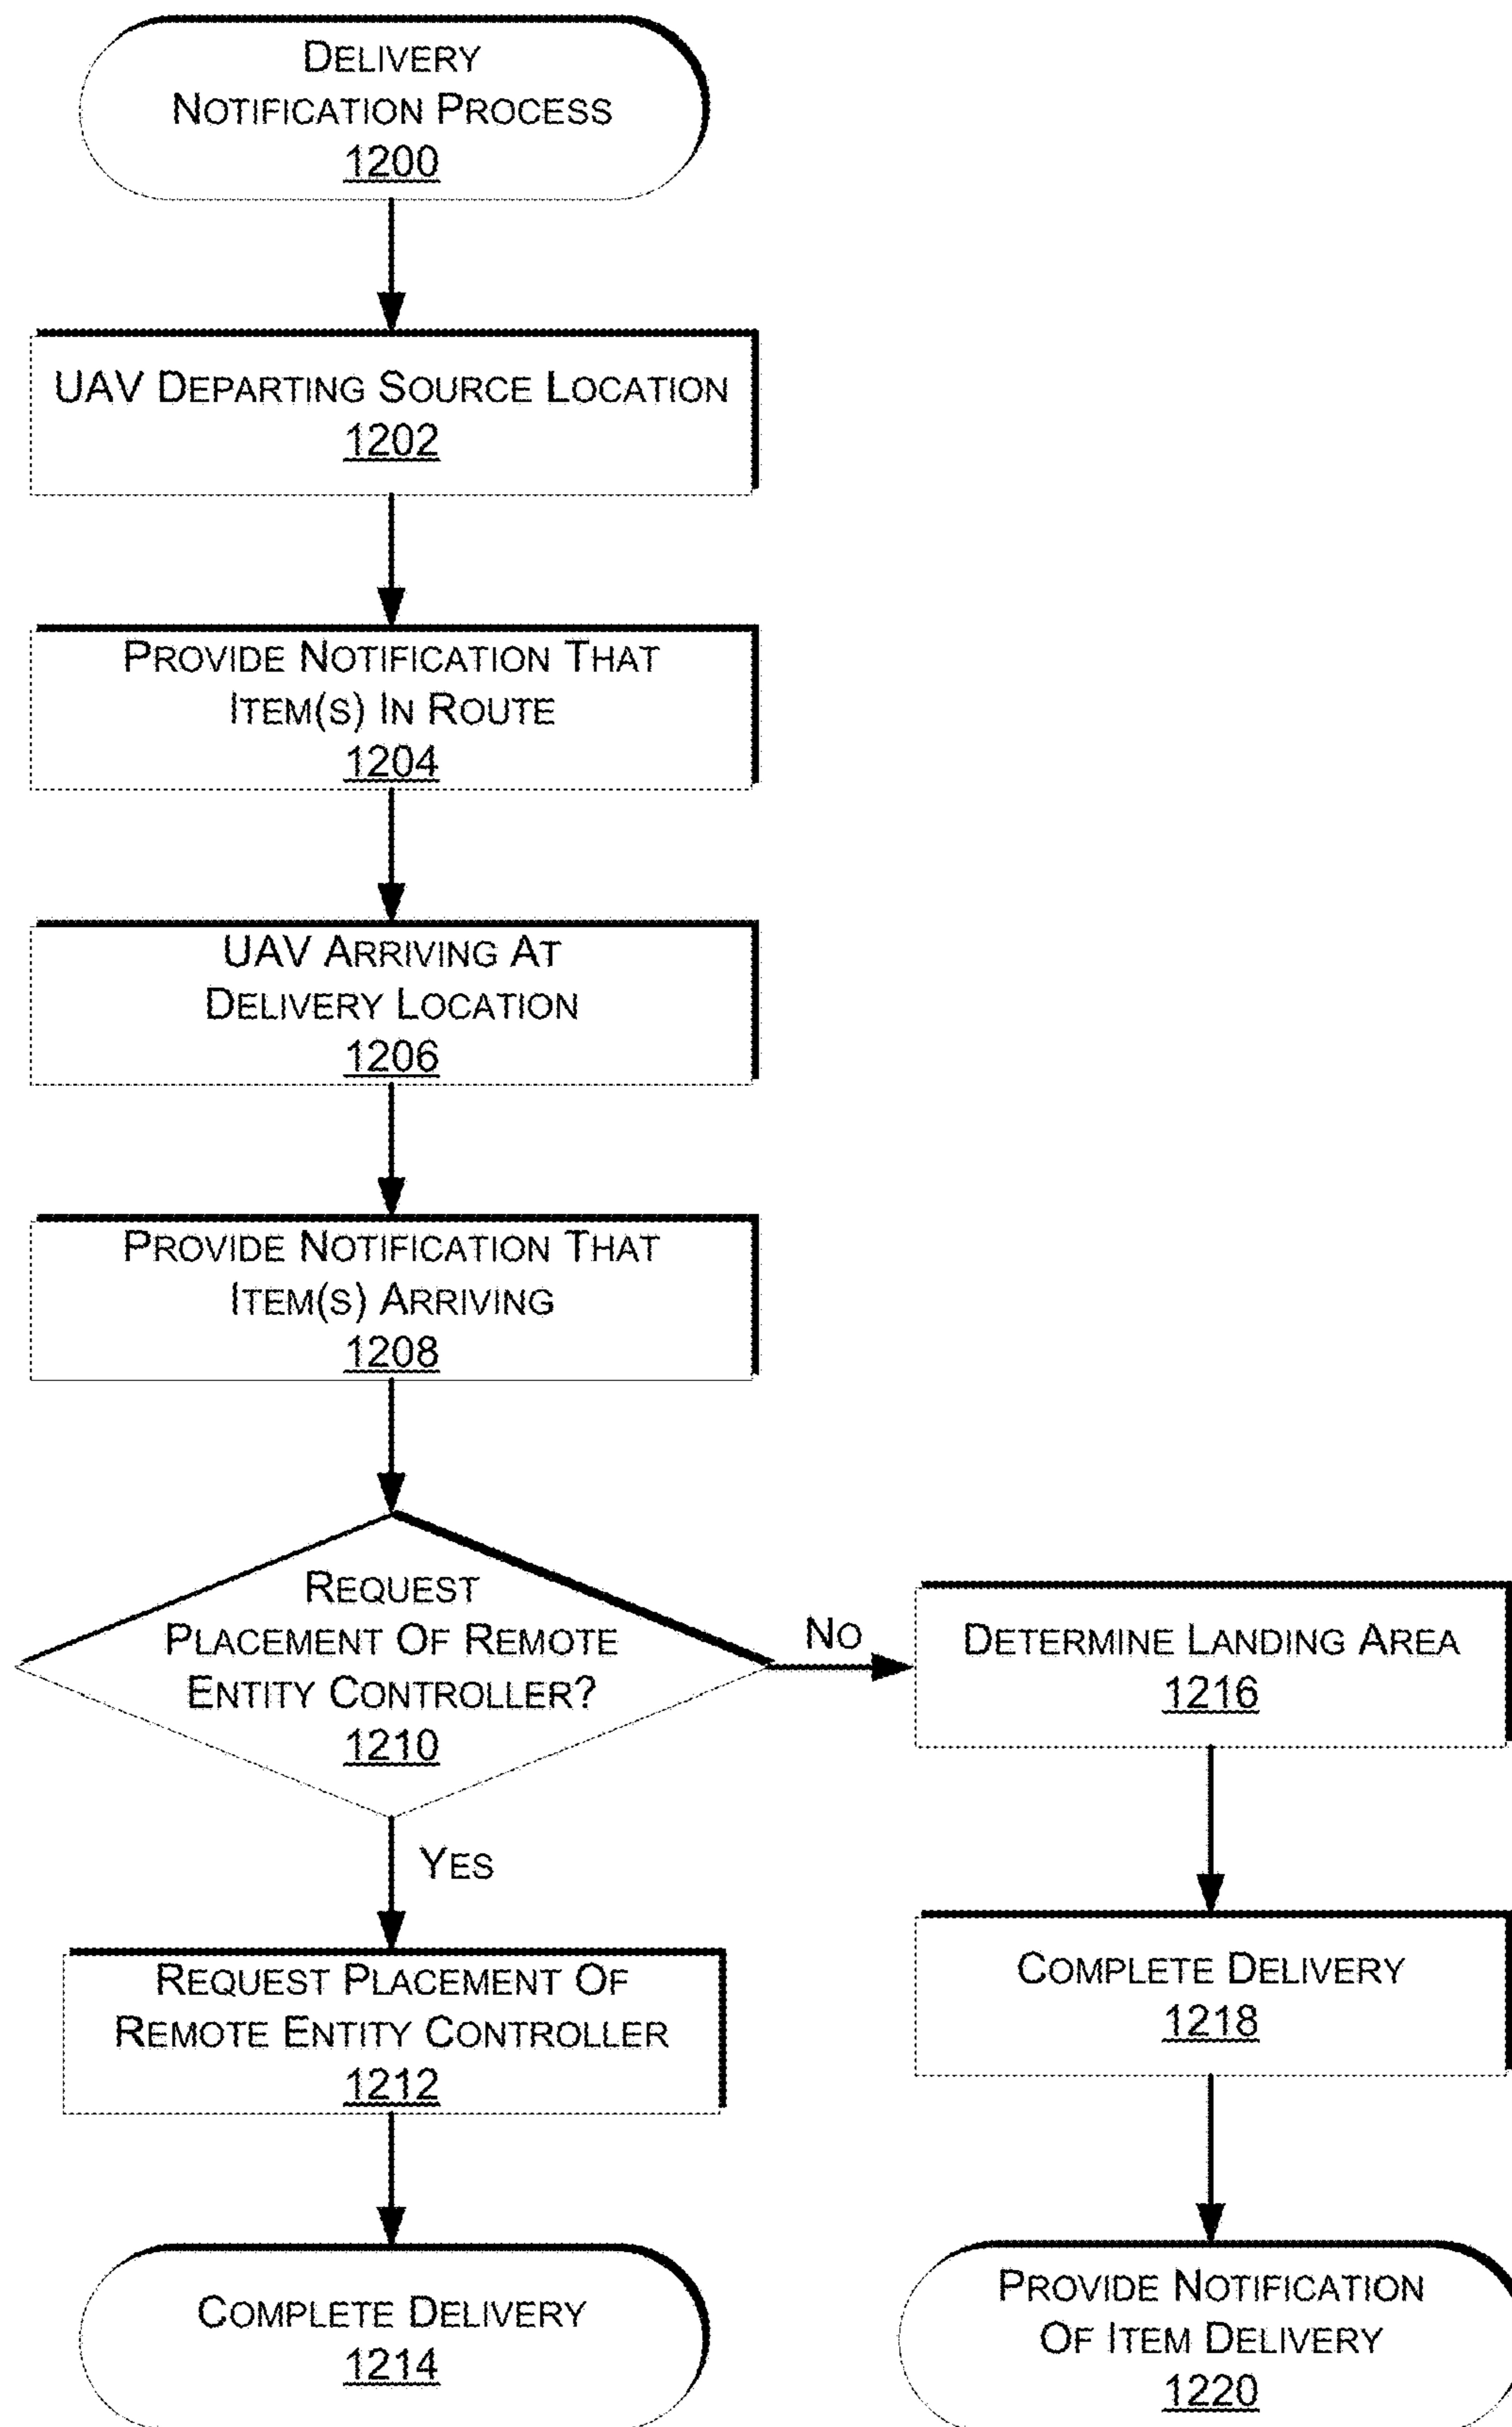 DELIVERY
NOTIFICATION PROCESS
1200
UAV DEPARTING SOURCE LOCATION
1202
PROVIDE NOTIFICATION THAT
ITEM(S) IN ROUTE
1204
UAV ARRIVING AT
DELIVERY LOCATION
1206
PROVIDE NOTIFICATION THAT
ITEM(S) ARRIVING
1208
REQUEST
PLACEMENT OF REMOTE
ENTITY CONTROLLER?
1210
YES
REQUEST PLACEMENT OF
REMOTE ENTITY CONTROLLER
1212
COMPLETE DELIVERY
1214
NO
DETERMINE LANDING AREA
1216
COMPLETE DELIVERY
1218
PROVIDE NOTIFICATION
OF ITEM DELIVERY
1220